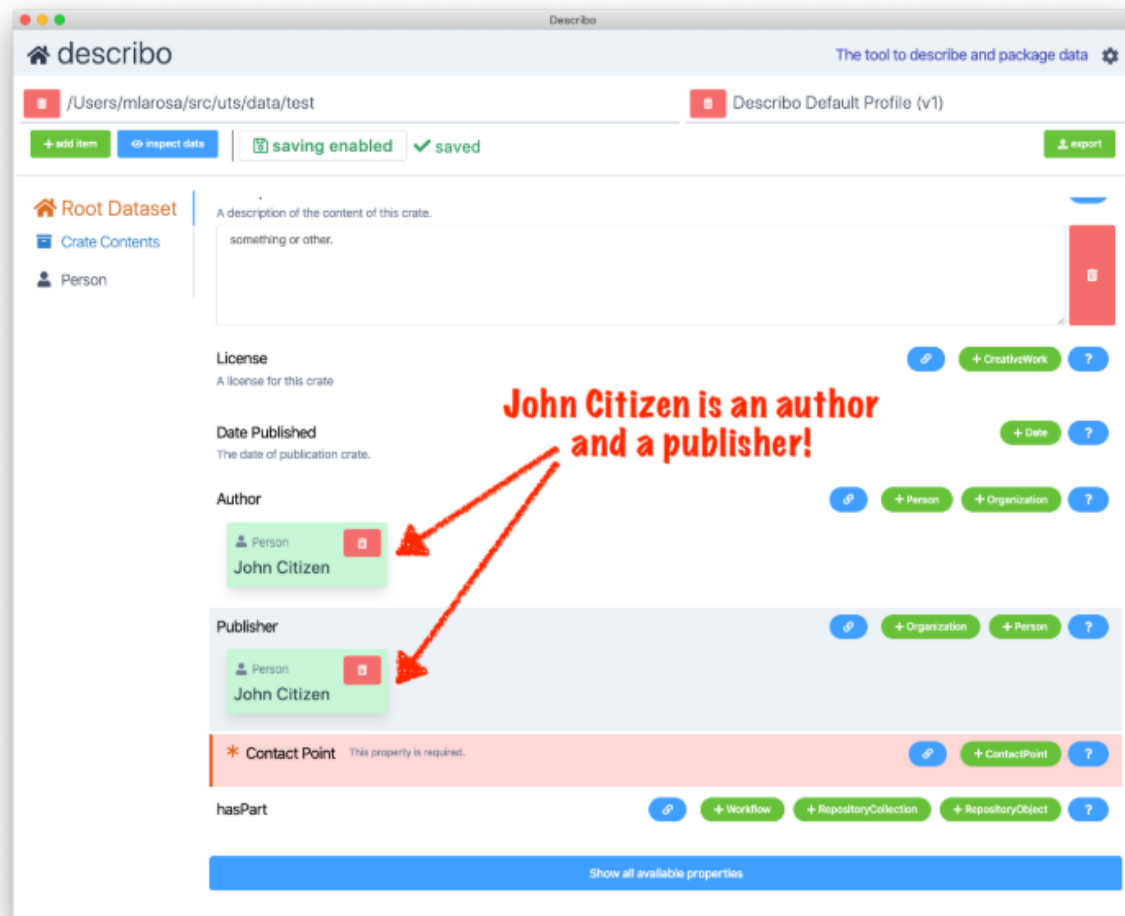 Describo
describo
The tool to describe and package data
/Users/mlarosa/src/uts/data/test
Describo Default Profile (v1)
+ add item
inspect data
saving enabled
saved
export
Root Dataset
Crate Contents
Person
A description of the content of this crate.
something or other.
License
+ CreativeWork
?
A license for this crate
John Citizen is an author
and a publisher!
Date Published
+ Date
?
The date of publication crate.
Author
+ Person
+ Organization
?
Person
John Citizen
Publisher
+ Organization
+ Person
?
Person
John Citizen
* Contact Point
This property is required.
+ ContactPoint
?
hasPart
+ Workflow
+ RepositoryCollection
+ RepositoryObject
?
Show all available properties